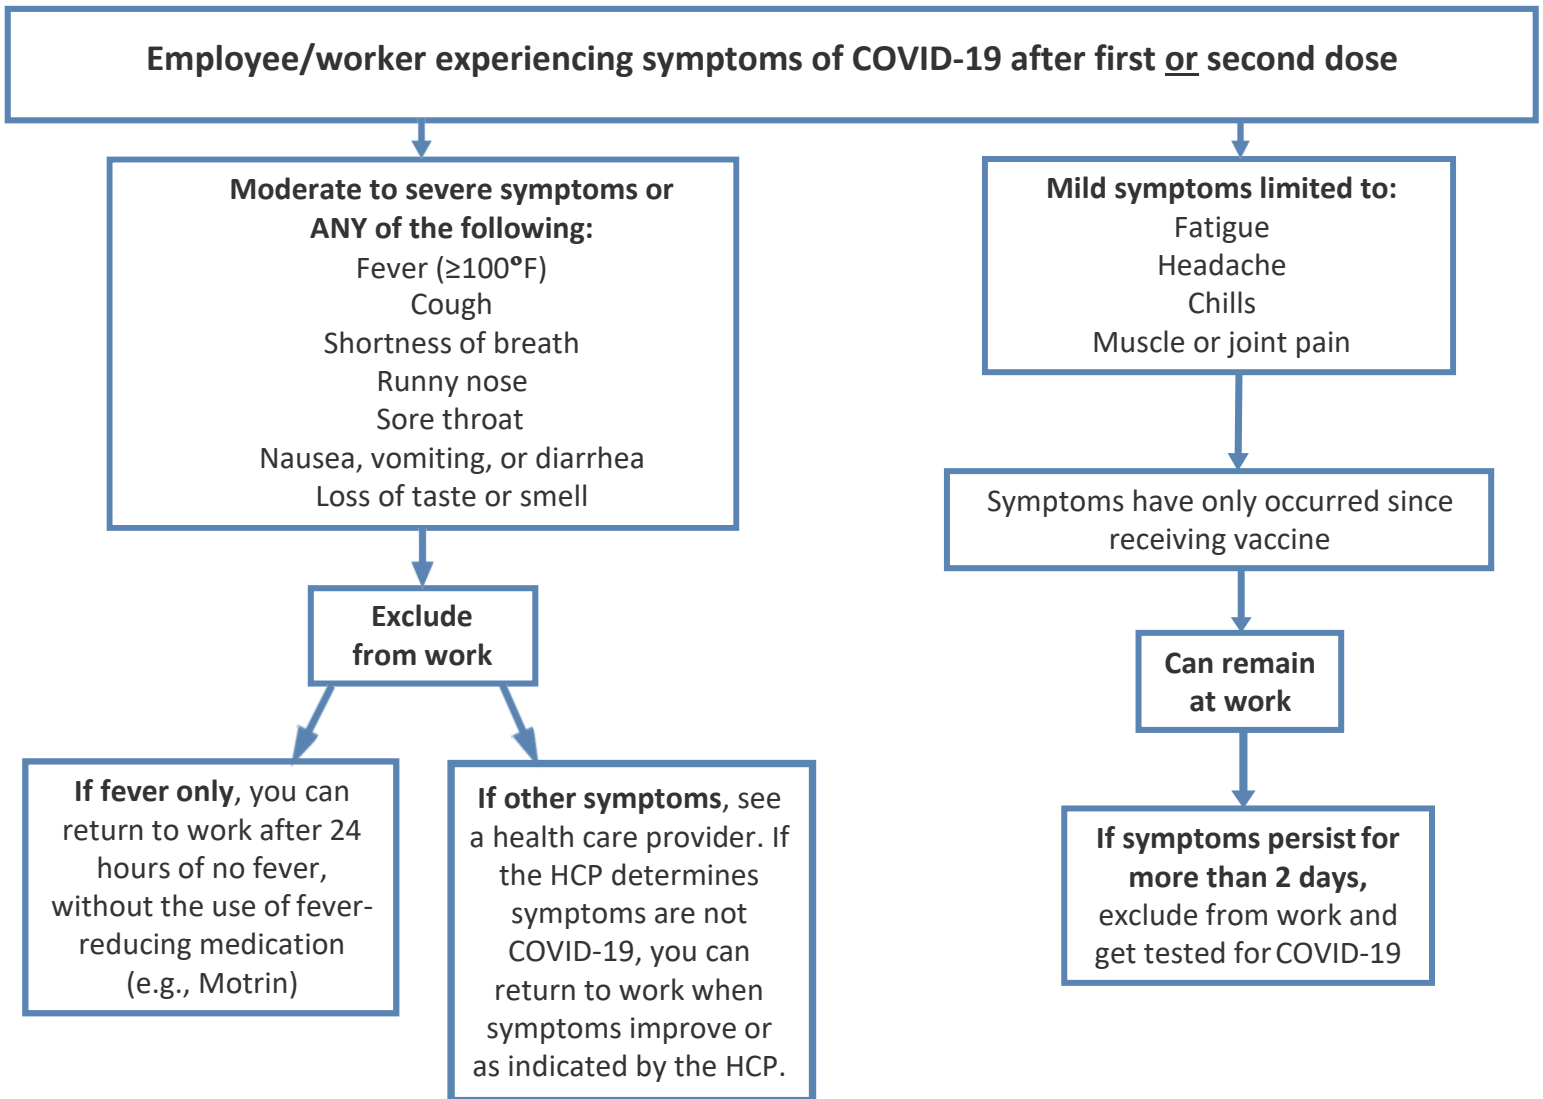 Employee/worker experiencing symptoms of COVID-19 after first or second dose
Moderate to severe symptoms or
ANY of the following:
Fever (≥100°F)
Cough
Shortness of breath
Runny nose
Sore throat
Nausea, vomiting, or diarrhea
Loss of taste or smell
Exclude
from work
If fever only, you can
return to work after 24
hours of no fever,
without the use of fever-
reducing medication
(e.g., Motrin)
If other symptoms, see
a health care provider. If
the HCP determines
symptoms are not
COVID-19, you can
return to work when
symptoms improve or
as indicated by the HCP.
Mild symptoms limited to:
Fatigue
Headache
Chills
Muscle or joint pain
Symptoms have only occurred since
receiving vaccine
Can remain
at work
If symptoms persist for
more than 2 days,
exclude from work and
get tested for COVID-19